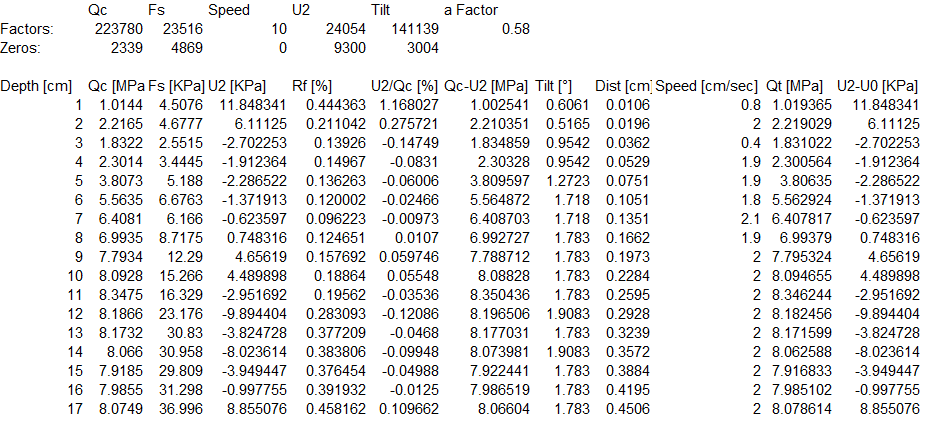 Qc Fs Speed U2 Tilt a Factor
Factors: 223780 23516 10 24054 141139 0.58
Zeros: 2339 4869 0 9300 3004
Depth [cm] Qc [MPa Fs [KPa] U2 [KPa] Rf [%] U2/Qc [%] Qc-U2 [MPa] Tilt [°] Dist [cm] Speed [cm/sec] Qt [MPa] U2-U0 [KPa]
1 1.0144 4.5076 11.848341 0.444363 1.168027 1.002541 0.6061 0.0106 0.8 1.019365 11.848341
2 2.2165 4.6777 6.11125 0.211042 0.275721 2.210351 0.5165 0.0196 2 2.219029 6.11125
3 1.8322 2.5515 -2.702253 0.13926 -0.14749 1.834859 0.9542 0.0362 0.4 1.831022 -2.702253
4 2.3014 3.4445 -1.912364 0.14967 -0.0831 2.30328 0.9542 0.0529 1.9 2.300564 -1.912364
5 3.8073 5.188 -2.286522 0.136263 -0.06006 3.809597 1.2723 0.0751 1.9 3.80635 -2.286522
6 5.5635 6.6763 -1.371913 0.120002 -0.02466 5.564872 1.718 0.1051 1.8 5.562924 -1.371913
7 6.4081 6.166 -0.623597 0.096223 -0.00973 6.408703 1.718 0.1351 2.1 6.407817 -0.623597
8 6.9935 8.7175 0.748316 0.124651 0.0107 6.992727 1.783 0.1662 1.9 6.99379 0.748316
9 7.7934 12.29 4.65619 0.157692 0.059746 7.788712 1.783 0.1973 2 7.795324 4.65619
10 8.0928 15.266 4.489898 0.18864 0.05548 8.08828 1.783 0.2284 2 8.094655 4.489898
11 8.3475 16.329 -2.951692 0.19562 -0.03536 8.350436 1.783 0.2595 2 8.346244 -2.951692
12 8.1866 23.176 -9.894404 0.283093 -0.12086 8.196506 1.9083 0.2928 2 8.182456 -9.894404
13 8.1732 30.83 -3.824728 0.377209 -0.0468 8.177031 1.783 0.3239 2 8.171599 -3.824728
14 8.066 30.958 -8.023614 0.383806 -0.09948 8.073981 1.9083 0.3572 2 8.062588 -8.023614
15 7.9185 29.809 -3.949447 0.376454 -0.04988 7.922441 1.783 0.3884 2 7.916833 -3.949447
16 7.9855 31.298 -0.997755 0.391932 -0.0125 7.986519 1.783 0.4195 2 7.985102 -0.997755
17 8.0749 36.996 8.855076 0.458162 0.109662 8.06604 1.783 0.4506 2 8.078614 8.855076